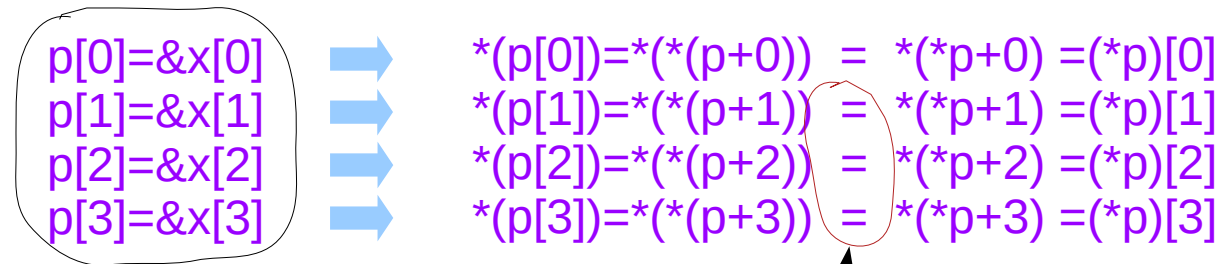 p[0]=&x[0] *(p[0])=*(*(p+0)) = *(*p+0) =(*p)[0]
p[1]=&x[1] *(p[1])=*(*(p+1)) = *(*p+1) =(*p)[1]
p[2]=&x[2] *(p[2])=*(*(p+2)) = *(*p+2) =(*p)[2]
p[3]=&x[3] *(p[3])=*(*(p+3)) = *(*p+3) =(*p)[3]